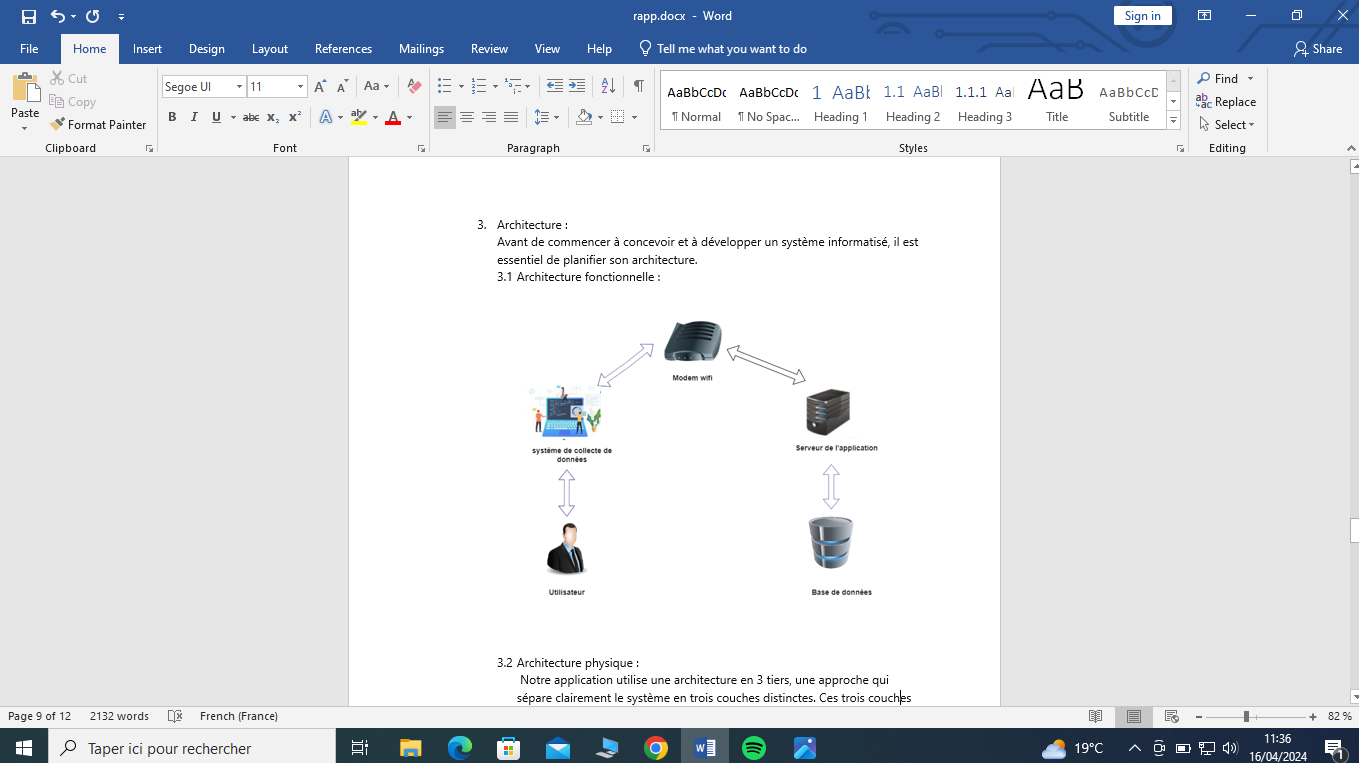 rapp.docx - Word
Sign in
File Home Insert Design Layout References Mailings Review View Help Tell me what you want to do Share
Paste
Cut
Copy
Format Painter
Clipboard
Segoe UI 11
Font
Paragraph
AaBbCcDc AaBbCcDc 1 AaBb 1.1 AaBl 1.1.1 Aa AaB AaBbCcD
¶ Normal ¶ No Spac... Heading 1 Heading 2 Heading 3 Title Subtitle
Styles
Find
Replace
Select
Editing
3. Architecture :
Avant de commencer à concevoir et à développer un système informatisé, il est
essentiel de planifier son architecture.
3.1 Architecture fonctionnelle :
Modem wifi
système de collecte de
données
Serveur de l'application
Utilisateur
Base de données
3.2 Architecture physique :
Notre application utilise une architecture en 3 tiers, une approche qui
sépare clairement le système en trois couches distinctes. Ces trois couches
Page 9 of 12 2132 words French (France) 82 %
Taper ici pour rechercher
19°C
11:36
16/04/2024
1